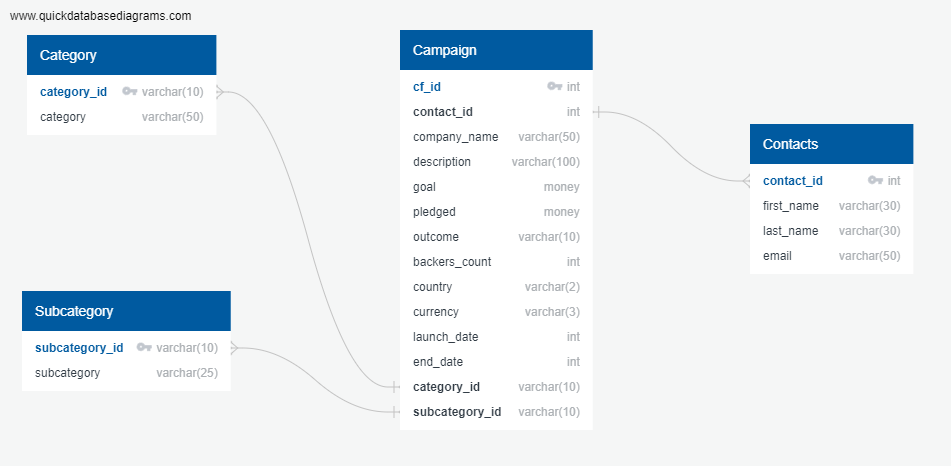 www.quickdatabasediagrams.com
Category
category_id varchar(10)
category varchar(50)
Subcategory
subcategory_id varchar(10)
subcategory varchar(25)
Campaign
cf_id int
contact_id int
company_name varchar(50)
description varchar(100)
goal money
pledged money
outcome varchar(10)
backers_count int
country varchar(2)
currency varchar(3)
launch_date int
end_date int
category_id varchar(10)
subcategory_id varchar(10)
Contacts
contact_id int
first_name varchar(30)
last_name varchar(30)
email varchar(50)